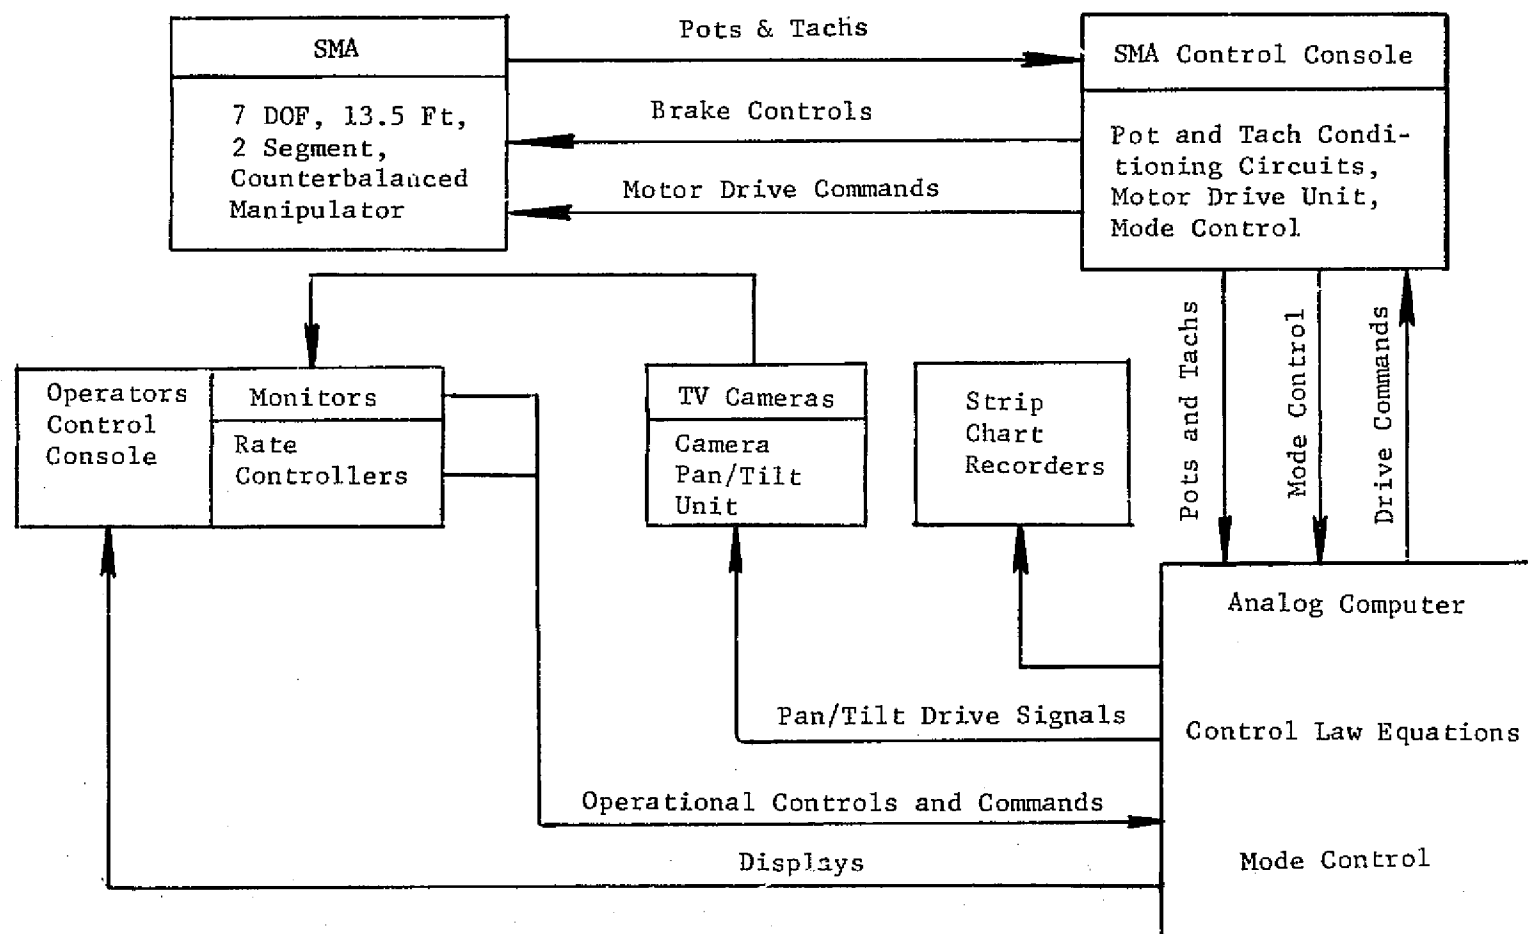 SMA
7 DOF, 13.5 Ft,
2 Segment,
Counterbalanced
Manipulator
Pots & Tachs
Brake Controls
Motor Drive Commands
SMA Control Console
Pot and Tach Condi-
tioning Circuits,
Motor Drive Unit,
Mode Control
Operators
Control
Console
Monitors
Rate
Controllers
TV Cameras
Camera
Pan/Tilt
Unit
Strip
Chart
Recorders
Pots and Tachs
Mode Control
Drive Commands
Analog Computer
Control Law Equations
Mode Control
Pan/Tilt Drive Signals
Operational Controls and Commands
Displays